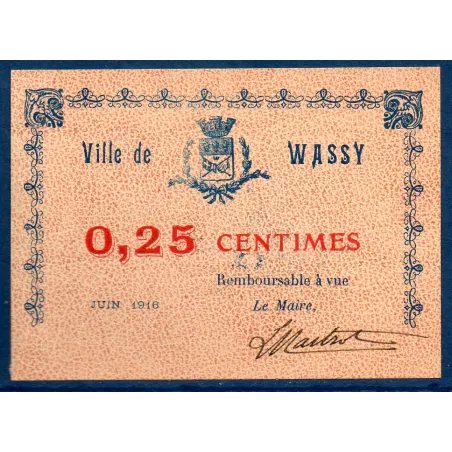 Ville de WASSY
0,25 CENTIMES
Remboursable à vue
JUIN 1916 Le Maire,